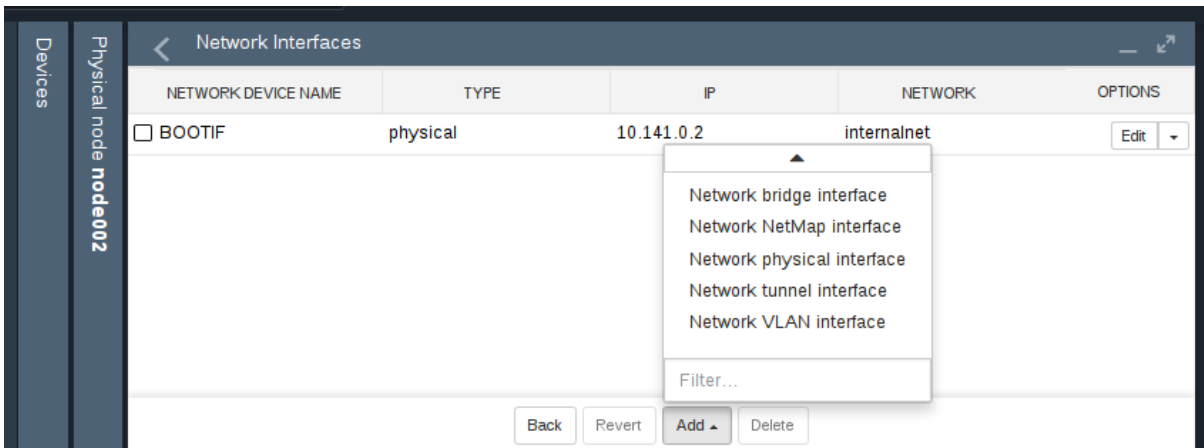 Devices
Physical node node002
Network Interfaces
NETWORK DEVICE NAME TYPE IP NETWORK OPTIONS
BOOTIF physical 10.141.0.2 internalnet Edit
Network bridge interface
Network NetMap interface
Network physical interface
Network tunnel interface
Network VLAN interface
Filter...
Back Revert Add Delete